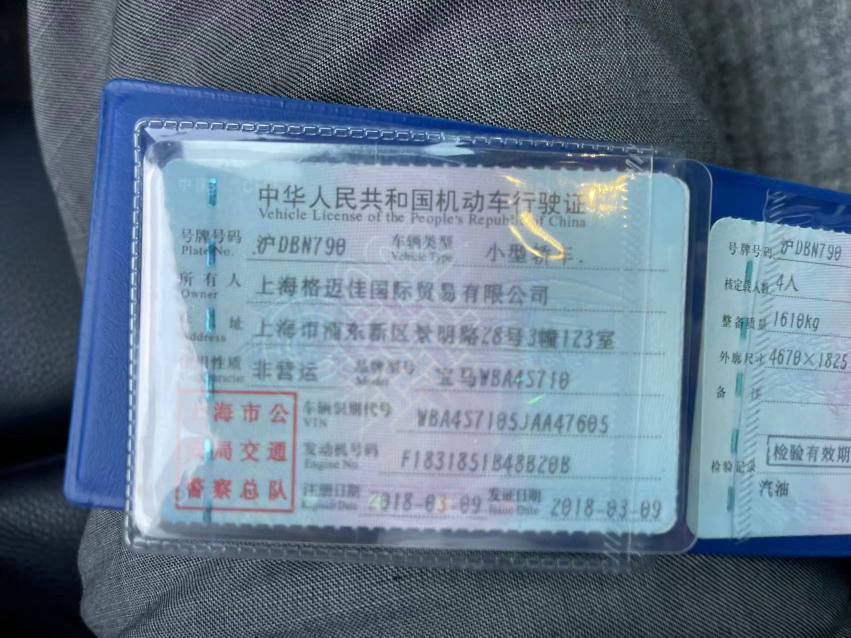 中华人民共和国机动车行驶证
Vehicle License of the People's Republic of China
号牌号码 沪DBN790 车辆类型 小型轿车
Plate No. Vehicle Type
所有人 上海格迈佳国际贸易有限公司
Owner
址 上海市浦东新区景明路28号3幢123室
Address
用性质 非营运 品牌型号 宝马WBA4S710
Character Model
车辆识别代号 WBA4S7105JAA47605
VIN
发动机号码 F1831851B48B20B
Engine No.
注册日期 2018-03-09 发证日期 2018-03-09
Register Date Issue Date
上海市公
安局交通
警察总队
号牌号码 沪DBN790
核定载人数 4人
整备质量 1610kg
外廓尺寸 4670×1825
备 注
检验有效期
检验记录
汽油